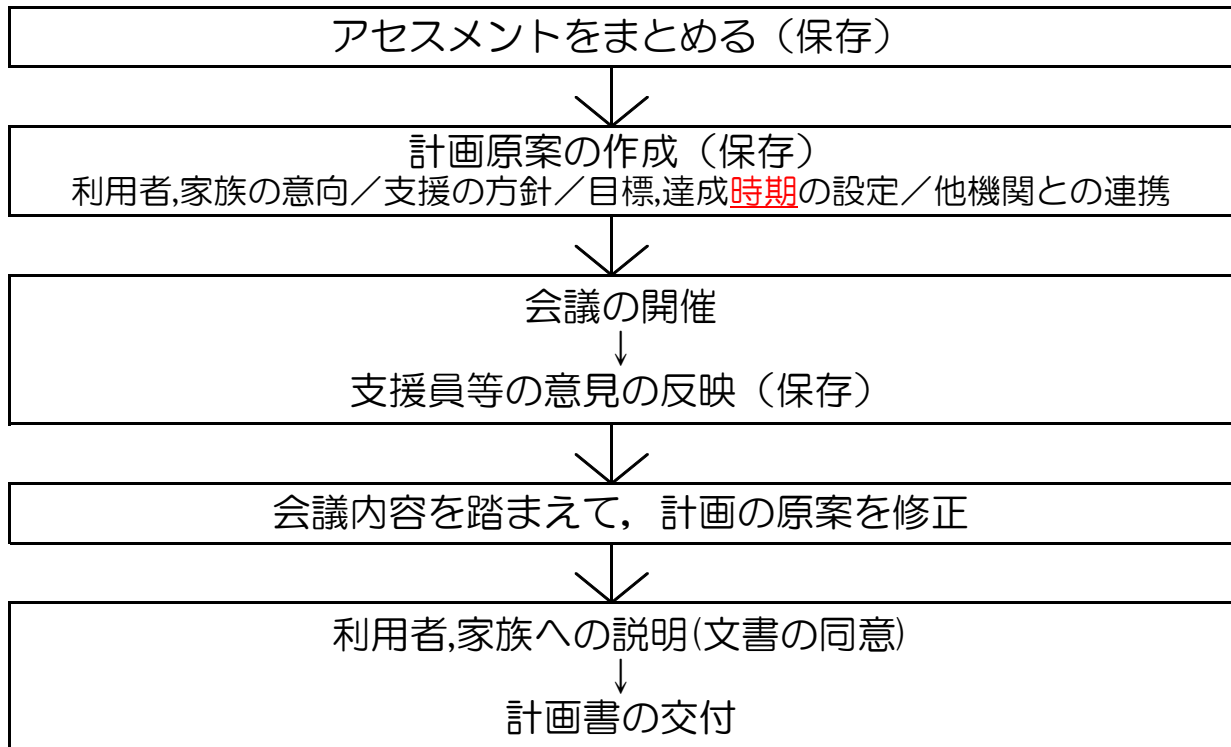 アセスメントをまとめる（保存）
計画原案の作成（保存）
利用者,家族の意向／支援の方針／目標,達成時期の設定／他機関との連携
会議の開催
↓
支援員等の意見の反映（保存）
会議内容を踏まえて，計画の原案を修正
利用者,家族への説明(文書の同意)
↓
計画書の交付